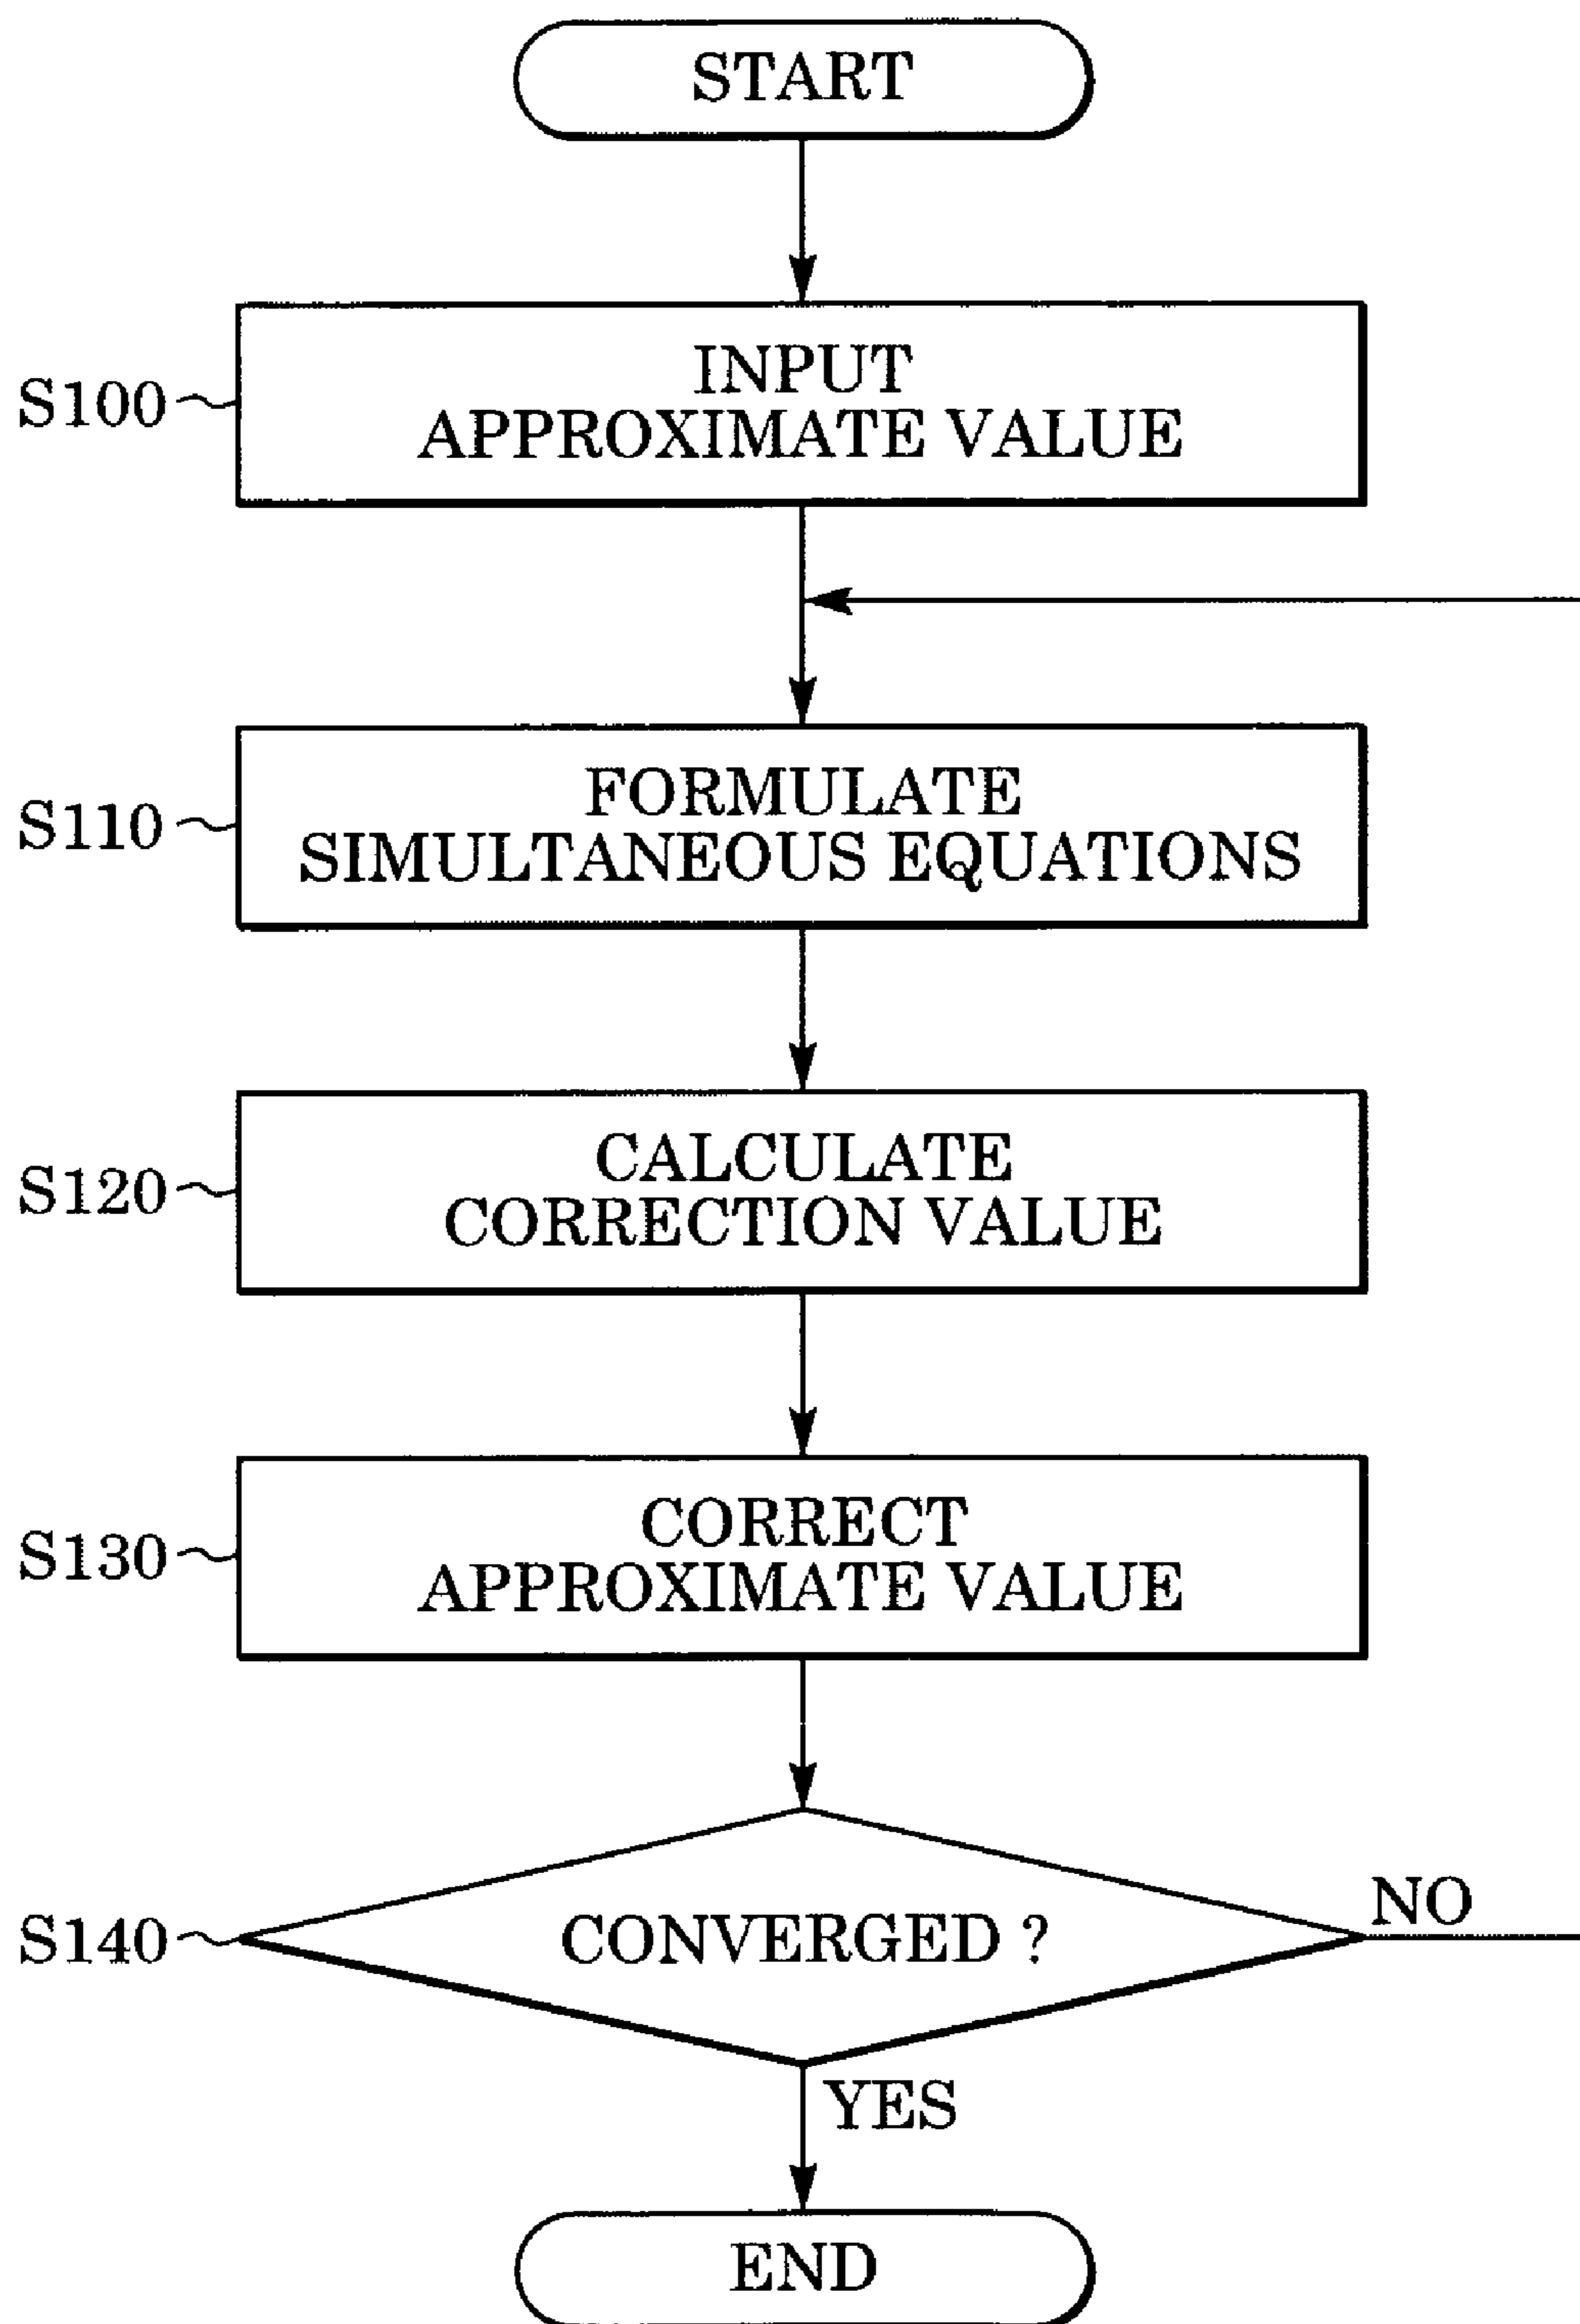 START
S100
INPUT
APPROXIMATE VALUE
S110
FORMULATE
SIMULTANEOUS EQUATIONS
S120
CALCULATE
CORRECTION VALUE
S130
CORRECT
APPROXIMATE VALUE
S140
CONVERGED ?
NO
YES
END